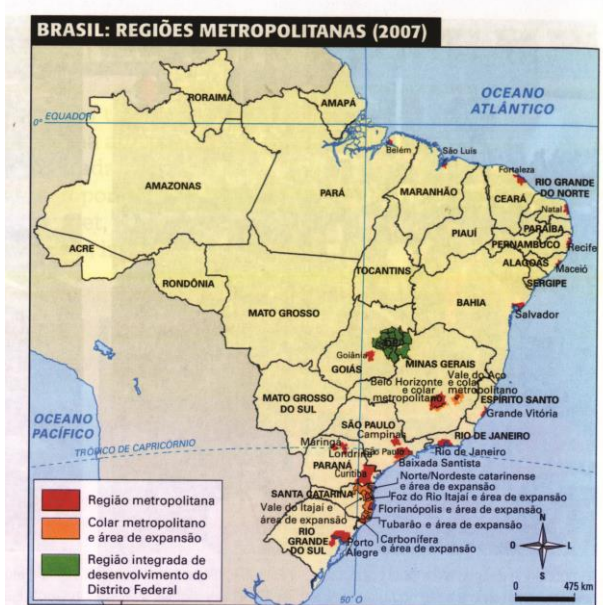 BRASIL: REGIÕES METROPOLITANAS (2007)
OCEANO
ATLÂNTICO
RORAIMA
AMAPÁ
0° EQUADOR
Belém
São Luís
Fortaleza
RIO GRANDE
DO NORTE
AMAZONAS
PARÁ
MARANHÃO
CEARÁ
Natal
PARAÍBA
PIAUÍ
PERNAMBUCO
Recife
ACRE
ALAGOAS
Maceió
TOCANTINS
SERGIPE
RONDÔNIA
BAHIA
MATO GROSSO
Salvador
Goiânia
GOIÁS
MINAS GERAIS
Vale do Aço
e colar
metropolitano
Belo Horizonte
e colar
metropolitano
MATO GROSSO
DO SUL
ESPÍRITO SANTO
Grande Vitória
OCEANO
PACÍFICO
SÃO PAULO
Campinas
RIO DE JANEIRO
TRÓPICO DE CAPRICÓRNIO
Maringá
Londrina
São Paulo
Rio de Janeiro
Baixada Santista
PARANÁ
Curitiba
Norte/Nordeste catarinense
e área de expansão
SANTA CATARINA
Foz do Rio Itajaí e área de expansão
Vale do Itajaí e
área de expansão
Florianópolis e área de expansão
Tubarão e área de expansão
RIO
GRANDE
DO SUL
Carbonífera
e área de expansão
Porto
Alegre
Região metropolitana
Colar metropolitano
e área de expansão
Região integrada de
desenvolvimento do
Distrito Federal
N
O
L
S
50° O
0
475 km